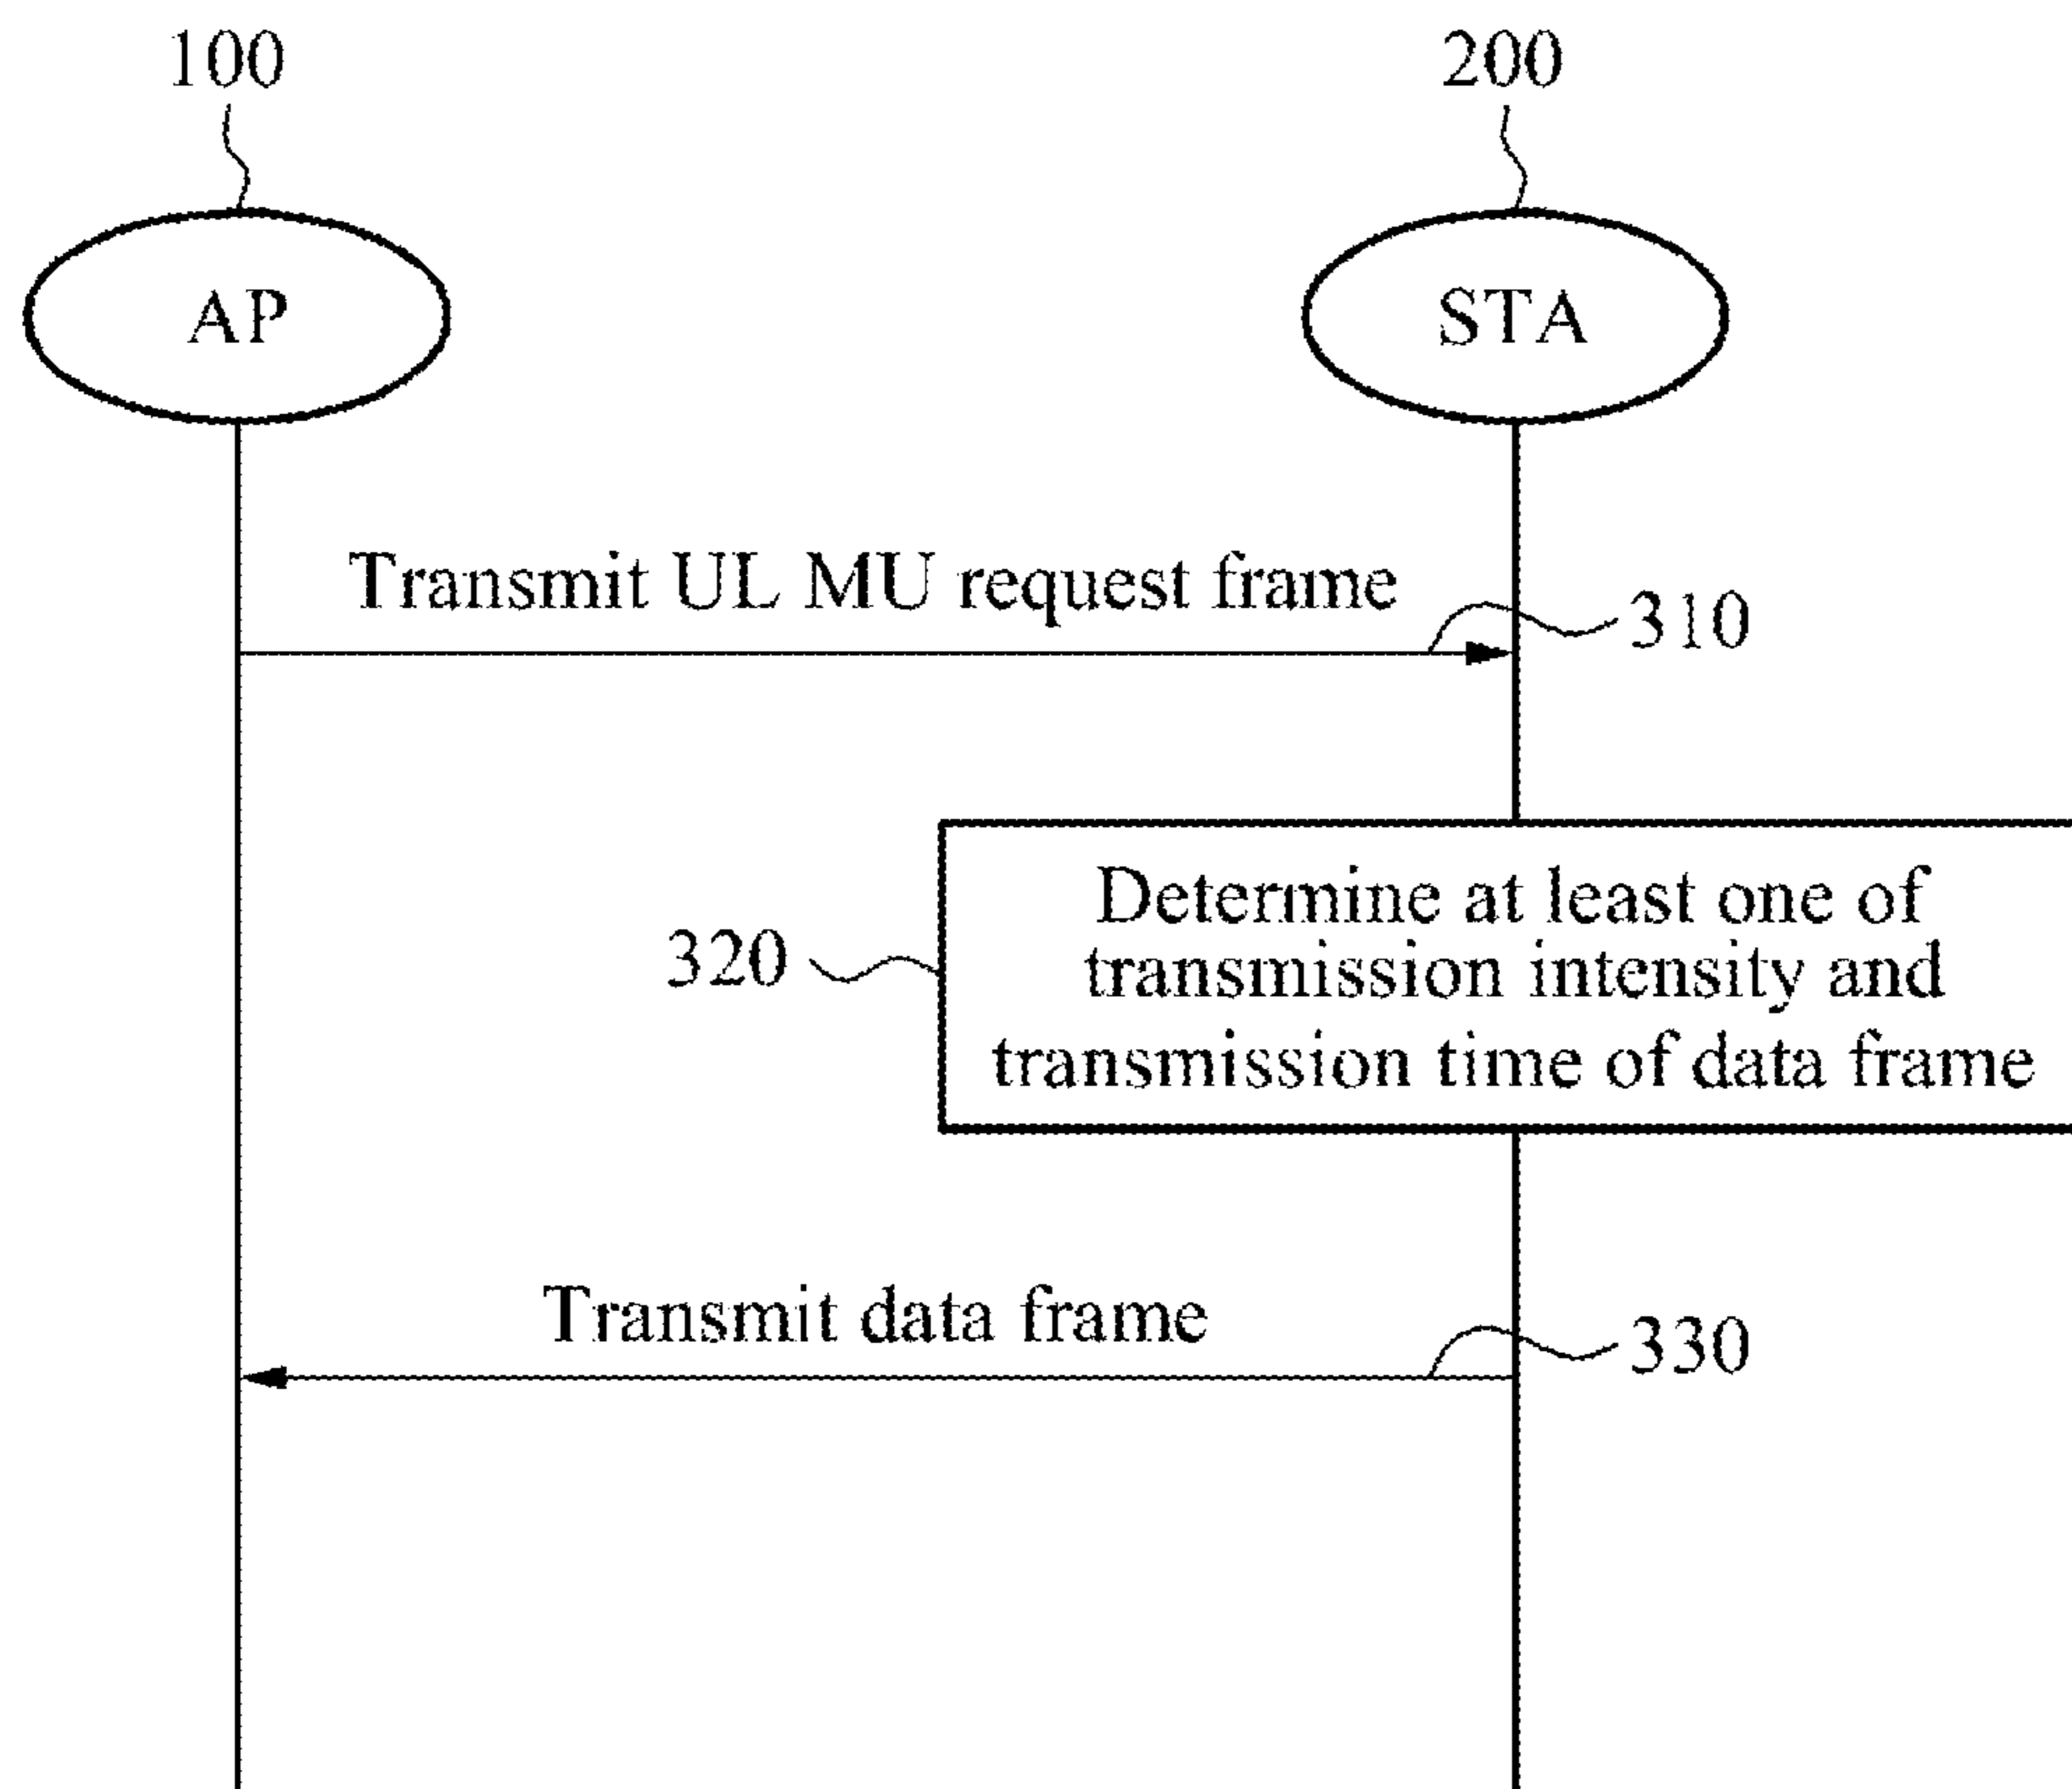 100
200
AP
STA
Transmit UL MU request frame
310
Determine at least one of
transmission intensity and
transmission time of data frame
320
Transmit data frame
330